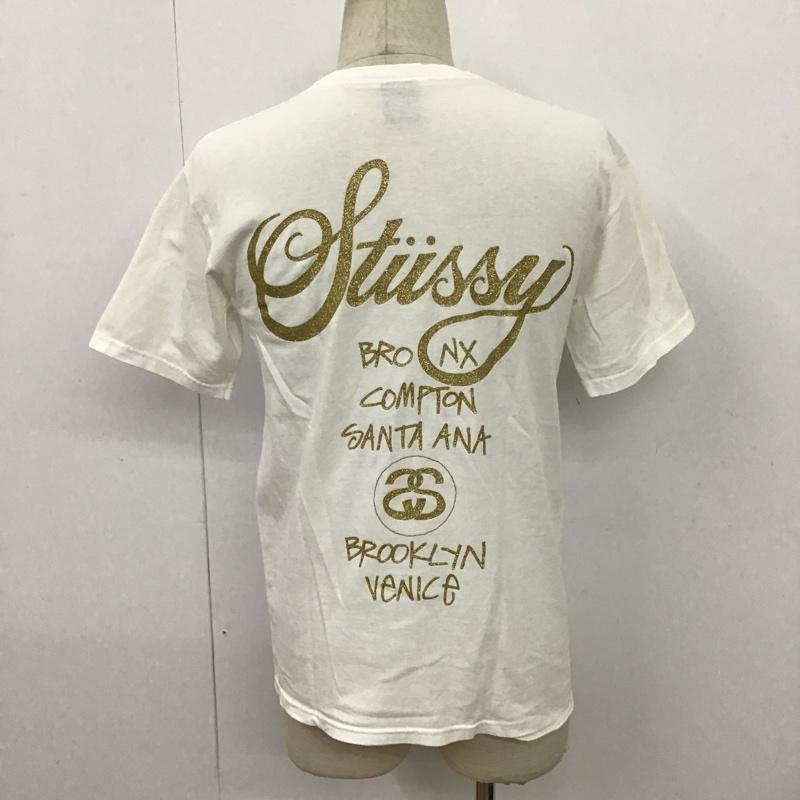 Stüssy
BRONX
COMPTON
SANTA ANA
SS
BROOKLYN
VENICE